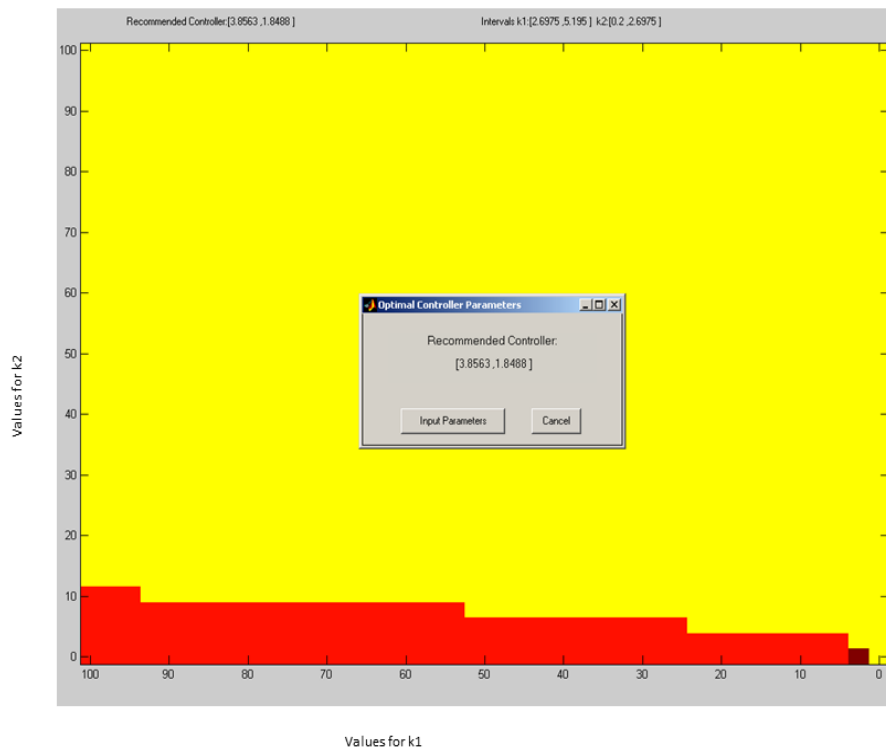 Recommended Controller:[3.8563 ,1.8488 ]
Intervals k1:[2.6975 ,5.195 ] k2:[0.2 ,2.6975 ]
100
90
80
70
60
50
40
30
20
10
0
Values for k2
Optimal Controller Parameters
Recommended Controller:
[3.8563 ,1.8488 ]
Input Parameters
Cancel
100 90 80 70 60 50 40 30 20 10 0
Values for k1